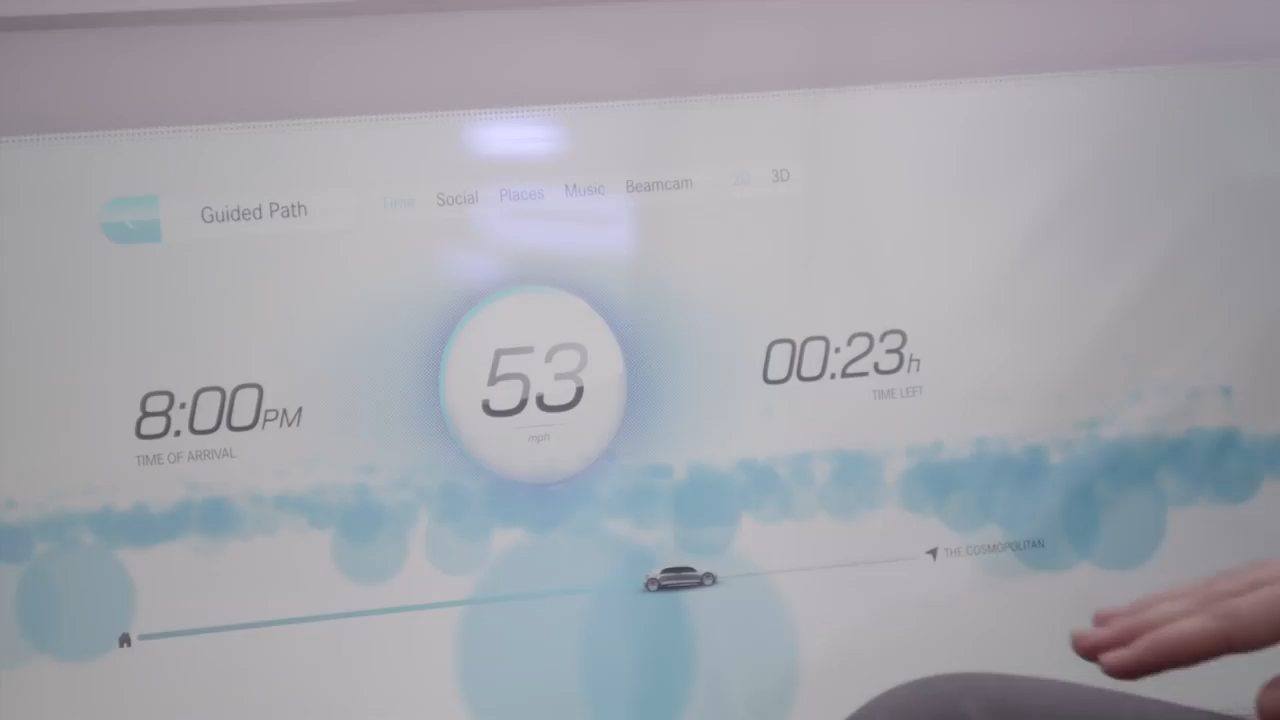 Guided Path
Time Social Places Music Beamcam 2D 3D
53
mph
8:00PM
TIME OF ARRIVAL
00:23h
TIME LEFT
THE COSMOPOLITAN